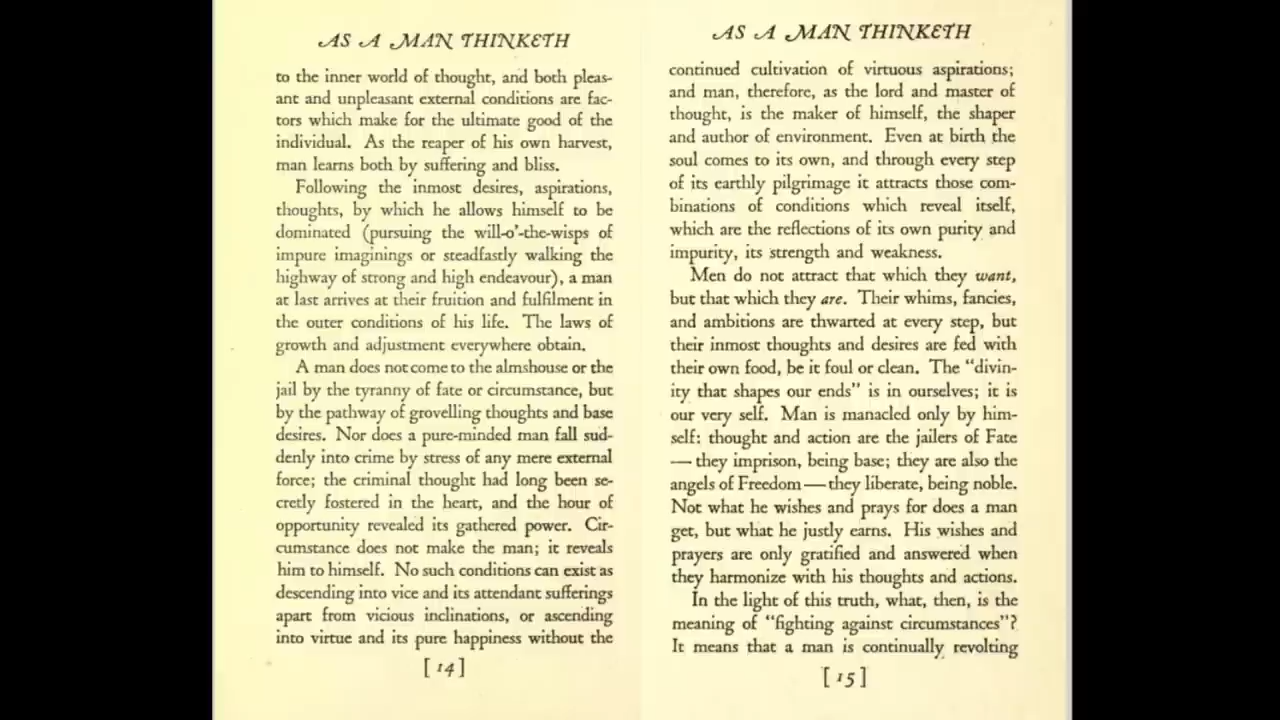 AS A MAN THINKETH
to the inner world of thought, and both pleas-
ant and unpleasant external conditions are fac-
tors which make for the ultimate good of the
individual. As the reaper of his own harvest,
man learns both by suffering and bliss.
Following the inmost desires, aspirations,
thoughts, by which he allows himself to be
dominated (pursuing the will-o'-the-wisps of
impure imaginings or steadfastly walking the
highway of strong and high endeavour), a man
at last arrives at their fruition and fulfilment in
the outer conditions of his life. The laws of
growth and adjustment everywhere obtain.
A man does not come to the almshouse or the
jail by the tyranny of fate or circumstance, but
by the pathway of grovelling thoughts and base
desires. Nor does a pure-minded man fall sud-
denly into crime by stress of any mere external
force; the criminal thought had long been se-
cretly fostered in the heart, and the hour of
opportunity revealed its gathered power. Cir-
cumstance does not make the man; it reveals
him to himself. No such conditions can exist as
descending into vice and its attendant sufferings
apart from vicious inclinations, or ascending
into virtue and its pure happiness without the
[14]
AS A MAN THINKETH
continued cultivation of virtuous aspirations;
and man, therefore, as the lord and master of
thought, is the maker of himself, the shaper
and author of environment. Even at birth the
soul comes to its own, and through every step
of its earthly pilgrimage it attracts those com-
binations of conditions which reveal itself,
which are the reflections of its own purity and
impurity, its strength and weakness.
Men do not attract that which they want,
but that which they are. Their whims, fancies,
and ambitions are thwarted at every step, but
their inmost thoughts and desires are fed with
their own food, be it foul or clean. The "divin-
ity that shapes our ends" is in ourselves; it is
our very self. Man is manacled only by him-
self: thought and action are the jailers of Fate
— they imprison, being base; they are also the
angels of Freedom — they liberate, being noble.
Not what he wishes and prays for does a man
get, but what he justly earns. His wishes and
prayers are only gratified and answered when
they harmonize with his thoughts and actions.
In the light of this truth, what, then, is the
meaning of "fighting against circumstances"?
It means that a man is continually revolting
[15]